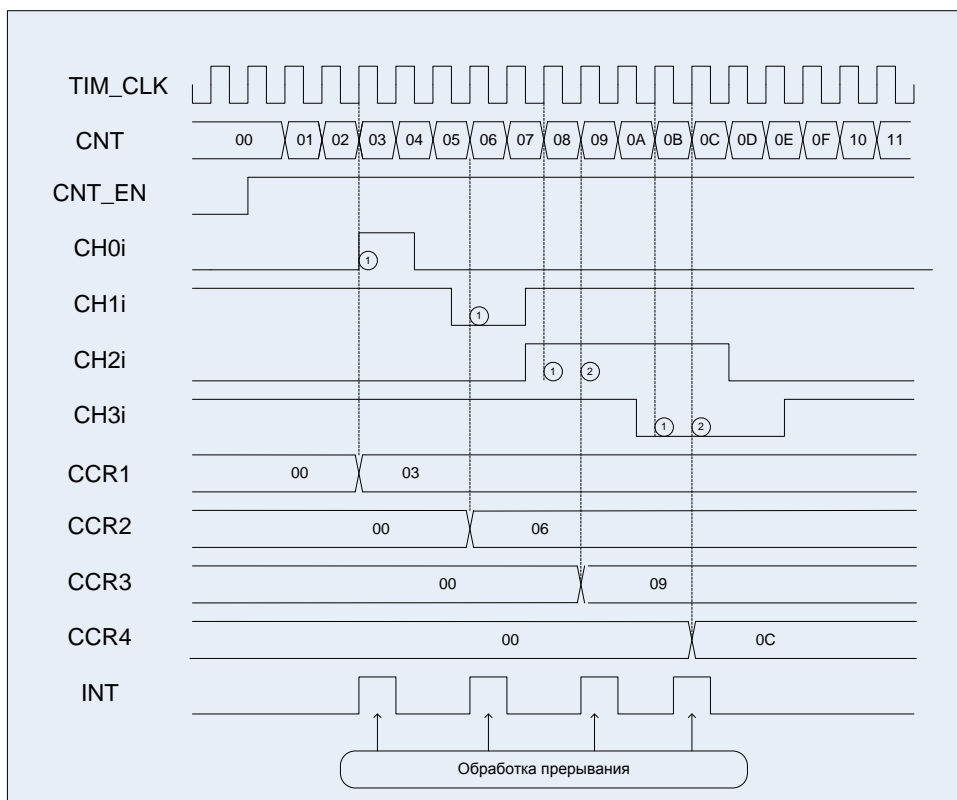 TIM_CLK
CNT 00 01 02 03 04 05 06 07 08 09 0A 0B 0C 0D 0E 0F 10 11
CNT_EN
CH0i 1
CH1i 1
CH2i 1 2
CH3i 1 2
CCR1 00 03
CCR2 00 06
CCR3 00 09
CCR4 00 0C
INT
Обработка прерывания